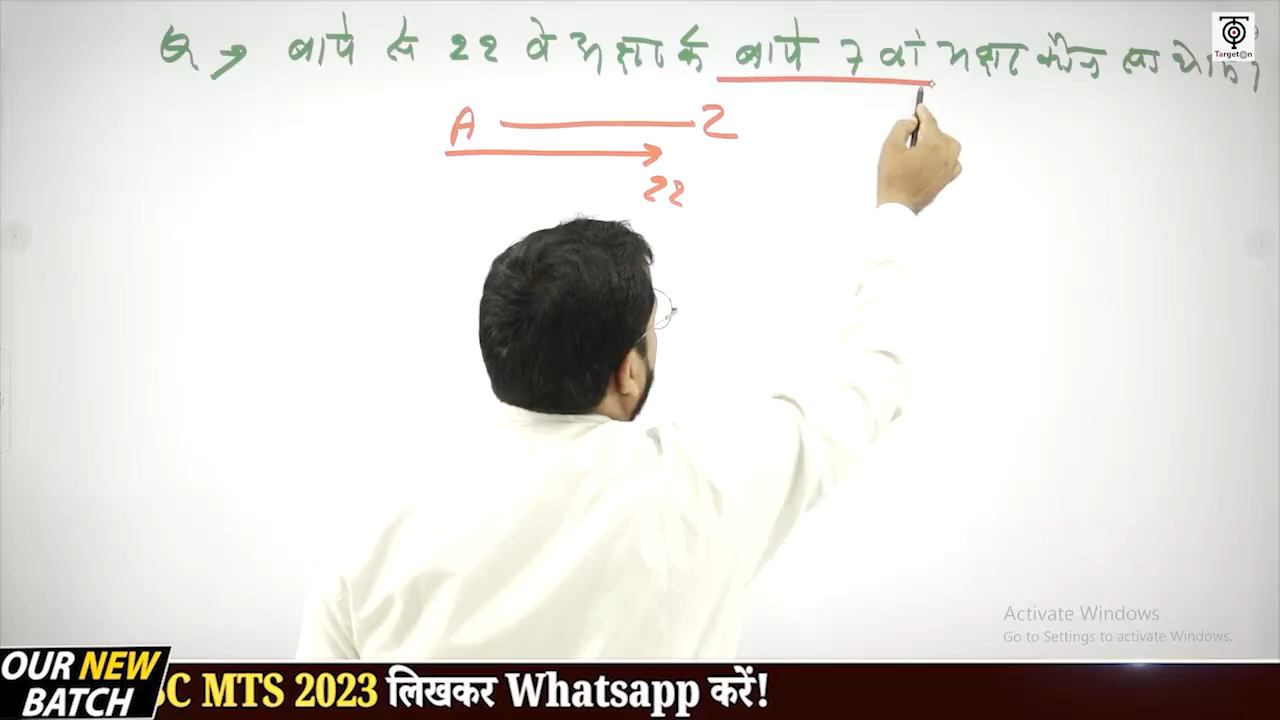 Q → बायें से 22 वें अक्षर के बायें 7 वां अक्षर कौन सा होगा
TargetOn
A — Z
22
Activate Windows
Go to Settings to activate Windows.
OUR NEW BATCH
SC MTS 2023 लिखकर Whatsapp करें!